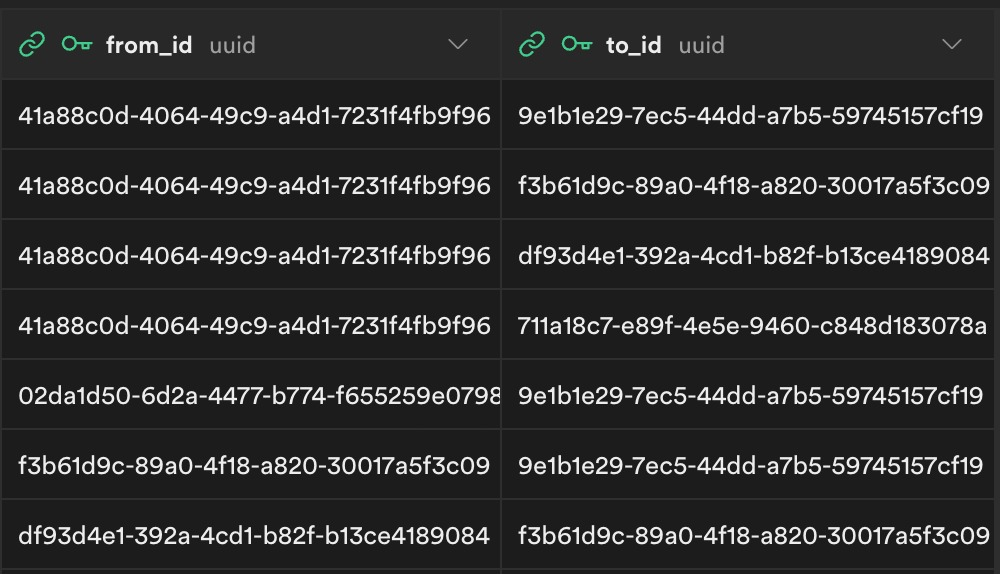 from_id uuid to_id uuid
41a88c0d-4064-49c9-a4d1-7231f4fb9f96 9e1b1e29-7ec5-44dd-a7b5-59745157cf19
41a88c0d-4064-49c9-a4d1-7231f4fb9f96 f3b61d9c-89a0-4f18-a820-30017a5f3c09
41a88c0d-4064-49c9-a4d1-7231f4fb9f96 df93d4e1-392a-4cd1-b82f-b13ce4189084
41a88c0d-4064-49c9-a4d1-7231f4fb9f96 711a18c7-e89f-4e5e-9460-c848d183078a
02da1d50-6d2a-4477-b774-f655259e0798 9e1b1e29-7ec5-44dd-a7b5-59745157cf19
f3b61d9c-89a0-4f18-a820-30017a5f3c09 9e1b1e29-7ec5-44dd-a7b5-59745157cf19
df93d4e1-392a-4cd1-b82f-b13ce4189084 f3b61d9c-89a0-4f18-a820-30017a5f3c09